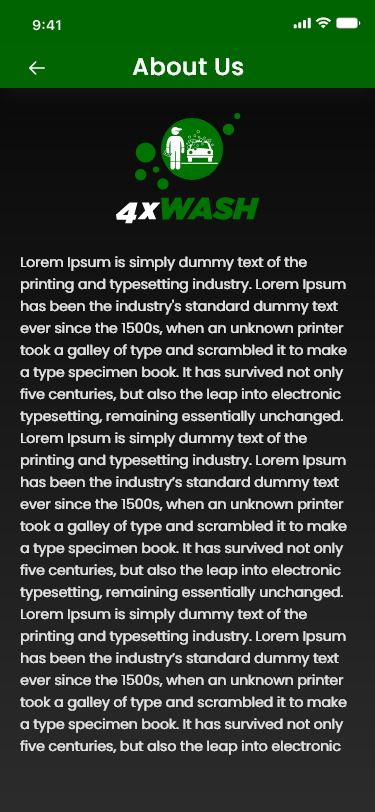 9:41
About Us
4xWASH
Lorem Ipsum is simply dummy text of the
printing and typesetting industry. Lorem Ipsum
has been the industry's standard dummy text
ever since the 1500s, when an unknown printer
took a galley of type and scrambled it to make
a type specimen book. It has survived not only
five centuries, but also the leap into electronic
typesetting, remaining essentially unchanged.
Lorem Ipsum is simply dummy text of the
printing and typesetting industry. Lorem Ipsum
has been the industry’s standard dummy text
ever since the 1500s, when an unknown printer
took a galley of type and scrambled it to make
a type specimen book. It has survived not only
five centuries, but also the leap into electronic
typesetting, remaining essentially unchanged.
Lorem Ipsum is simply dummy text of the
printing and typesetting industry. Lorem Ipsum
has been the industry’s standard dummy text
ever since the 1500s, when an unknown printer
took a galley of type and scrambled it to make
a type specimen book. It has survived not only
five centuries, but also the leap into electronic